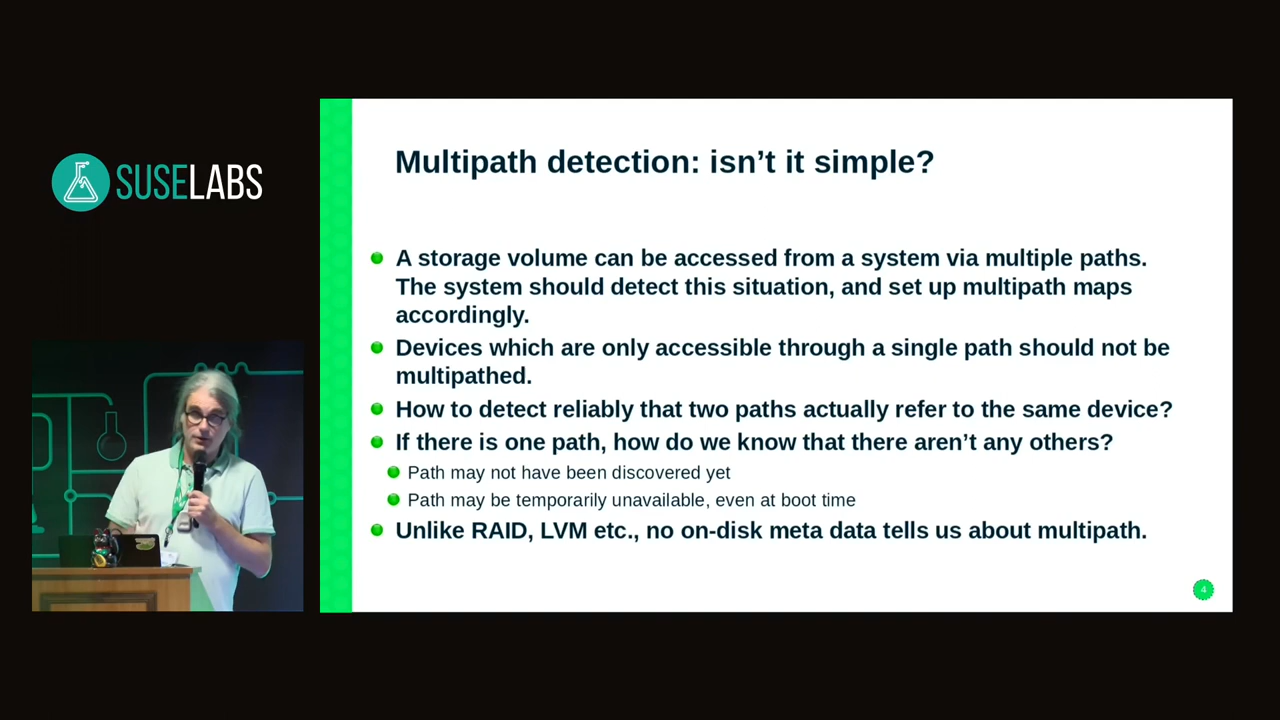 SUSELABS
Multipath detection: isn't it simple?
A storage volume can be accessed from a system via multiple paths.
The system should detect this situation, and set up multipath maps
accordingly.
Devices which are only accessible through a single path should not be
multipathed.
How to detect reliably that two paths actually refer to the same device?
If there is one path, how do we know that there aren't any others?
Path may not have been discovered yet
Path may be temporarily unavailable, even at boot time
Unlike RAID, LVM etc., no on-disk meta data tells us about multipath.
4